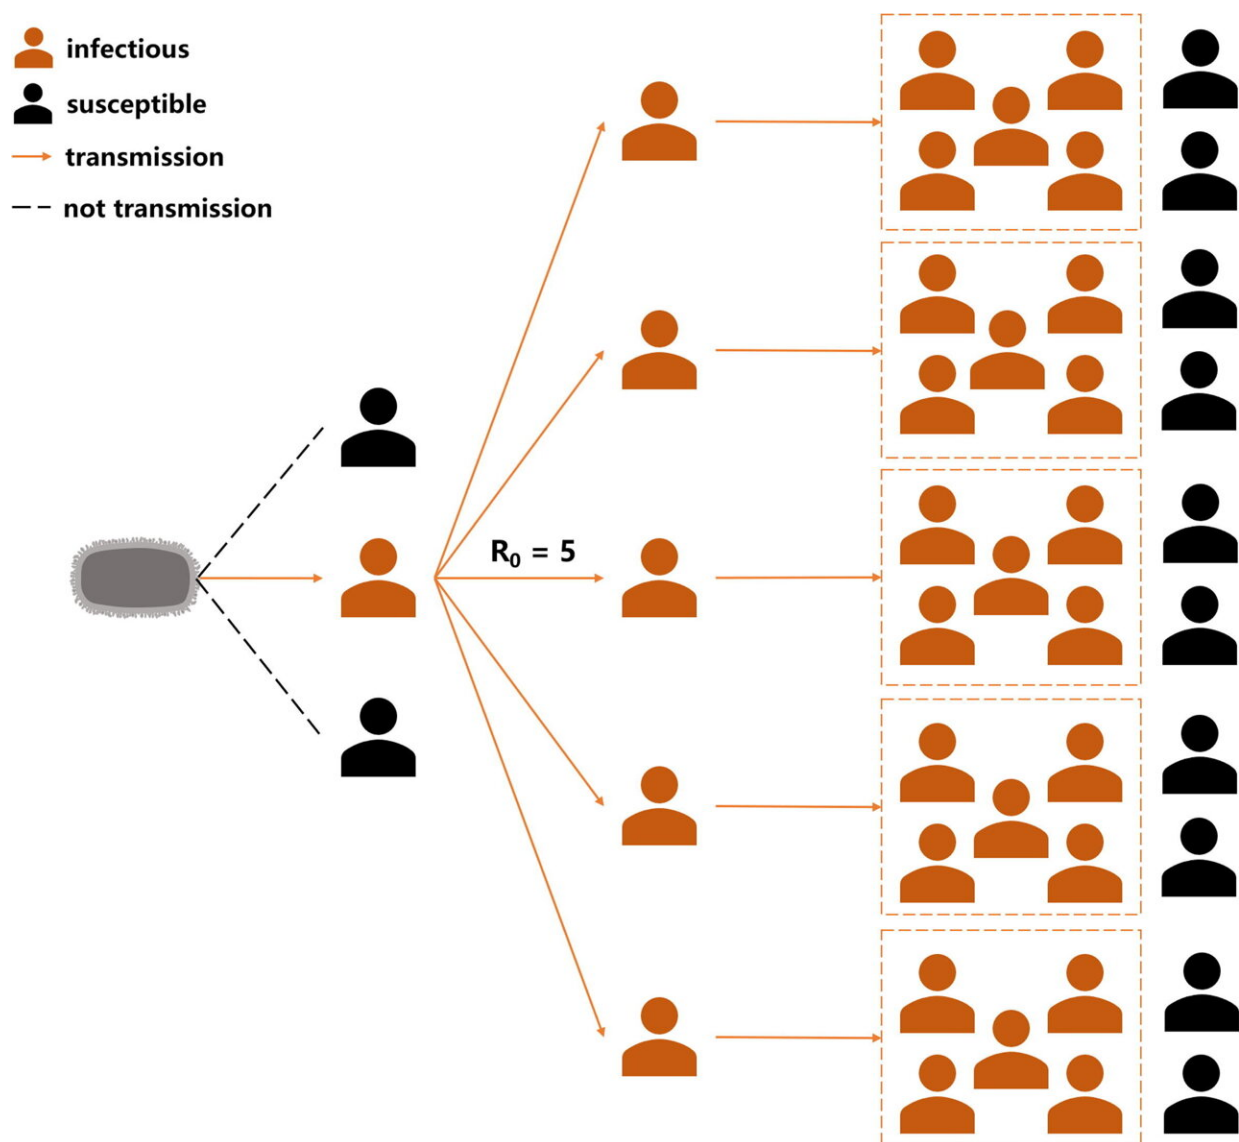 infectious
susceptible
transmission
not transmission
R₀ = 5